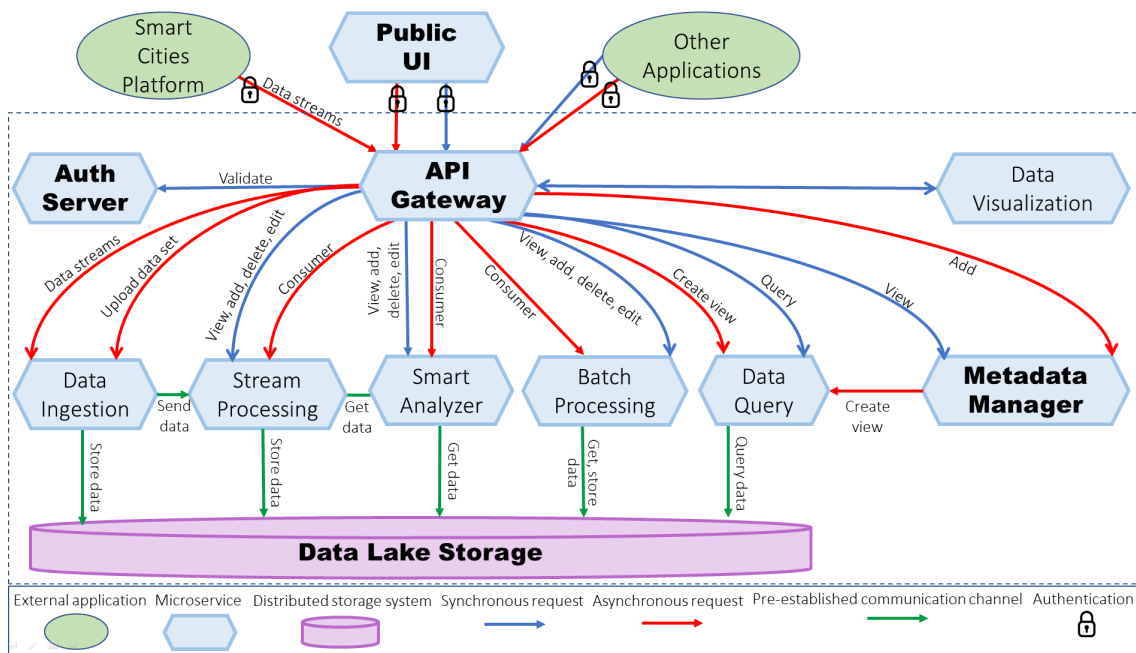 Smart
Cities
Platform
Public
UI
Other
Applications
Data streams
Auth
Server
Validate
API
Gateway
Data
Visualization
Data streams
Upload data set
View, add, delete, edit
Consumer
View, add,
delete, edit
Consumer
Consumer
View, add, delete, edit
Create view
Query
View
Add
Data
Ingestion
Send
data
Stream
Processing
Get
data
Smart
Analyzer
Batch
Processing
Data
Query
Create
view
Metadata
Manager
Store data
Store data
Get data
Get, store
data
Query data
Data Lake Storage
External application
Microservice
Distributed storage system
Synchronous request
Asynchronous request
Pre-established communication channel
Authentication